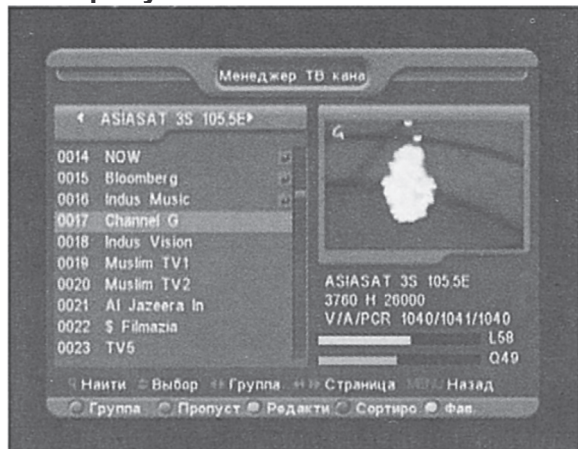 Менеджер ТВ кана
ASIASAT 3S 105.5E
0014 NOW
0015 Bloomberg
0016 Indus Music
0017 Channel G
0018 Indus Vision
0019 Muslim TV1
0020 Muslim TV2
0021 Al Jazeera In
0022 $ Filmazia
0023 TV5
G
ASIASAT 3S 105.5E
3760 H 26000
V/A/PCR 1040/1041/1040
L58
Q49
Наити Выбор Группа Страница MENU Назад
Группа Пропуст Редакти Сортиро Фав.